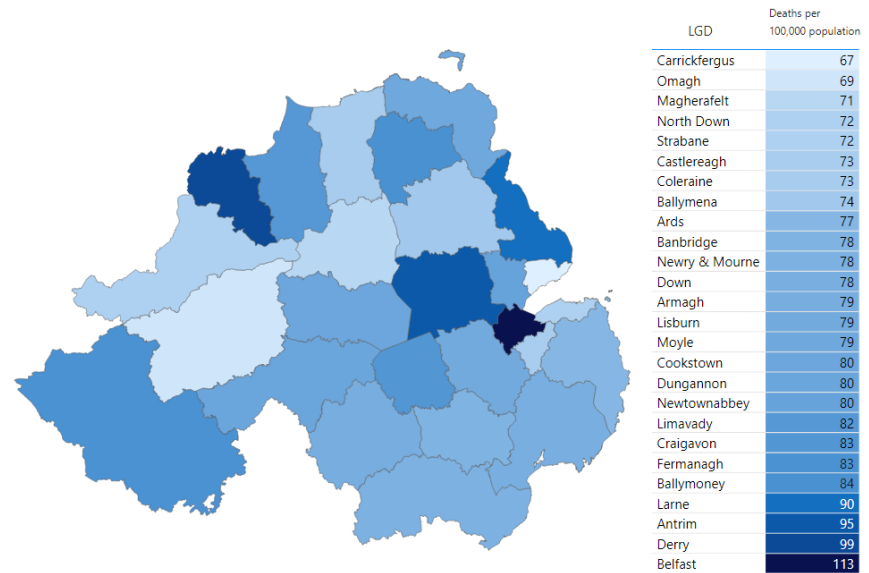 Deaths per
LGD 100,000 population
Carrickfergus 67
Omagh 69
Magherafelt 71
North Down 72
Strabane 72
Castlereagh 73
Coleraine 73
Ballymena 74
Ards 77
Banbridge 78
Newry & Mourne 78
Down 78
Armagh 79
Lisburn 79
Moyle 79
Cookstown 80
Dungannon 80
Newtownabbey 80
Limavady 82
Craigavon 83
Fermanagh 83
Ballymoney 84
Larne 90
Antrim 95
Derry 99
Belfast 113